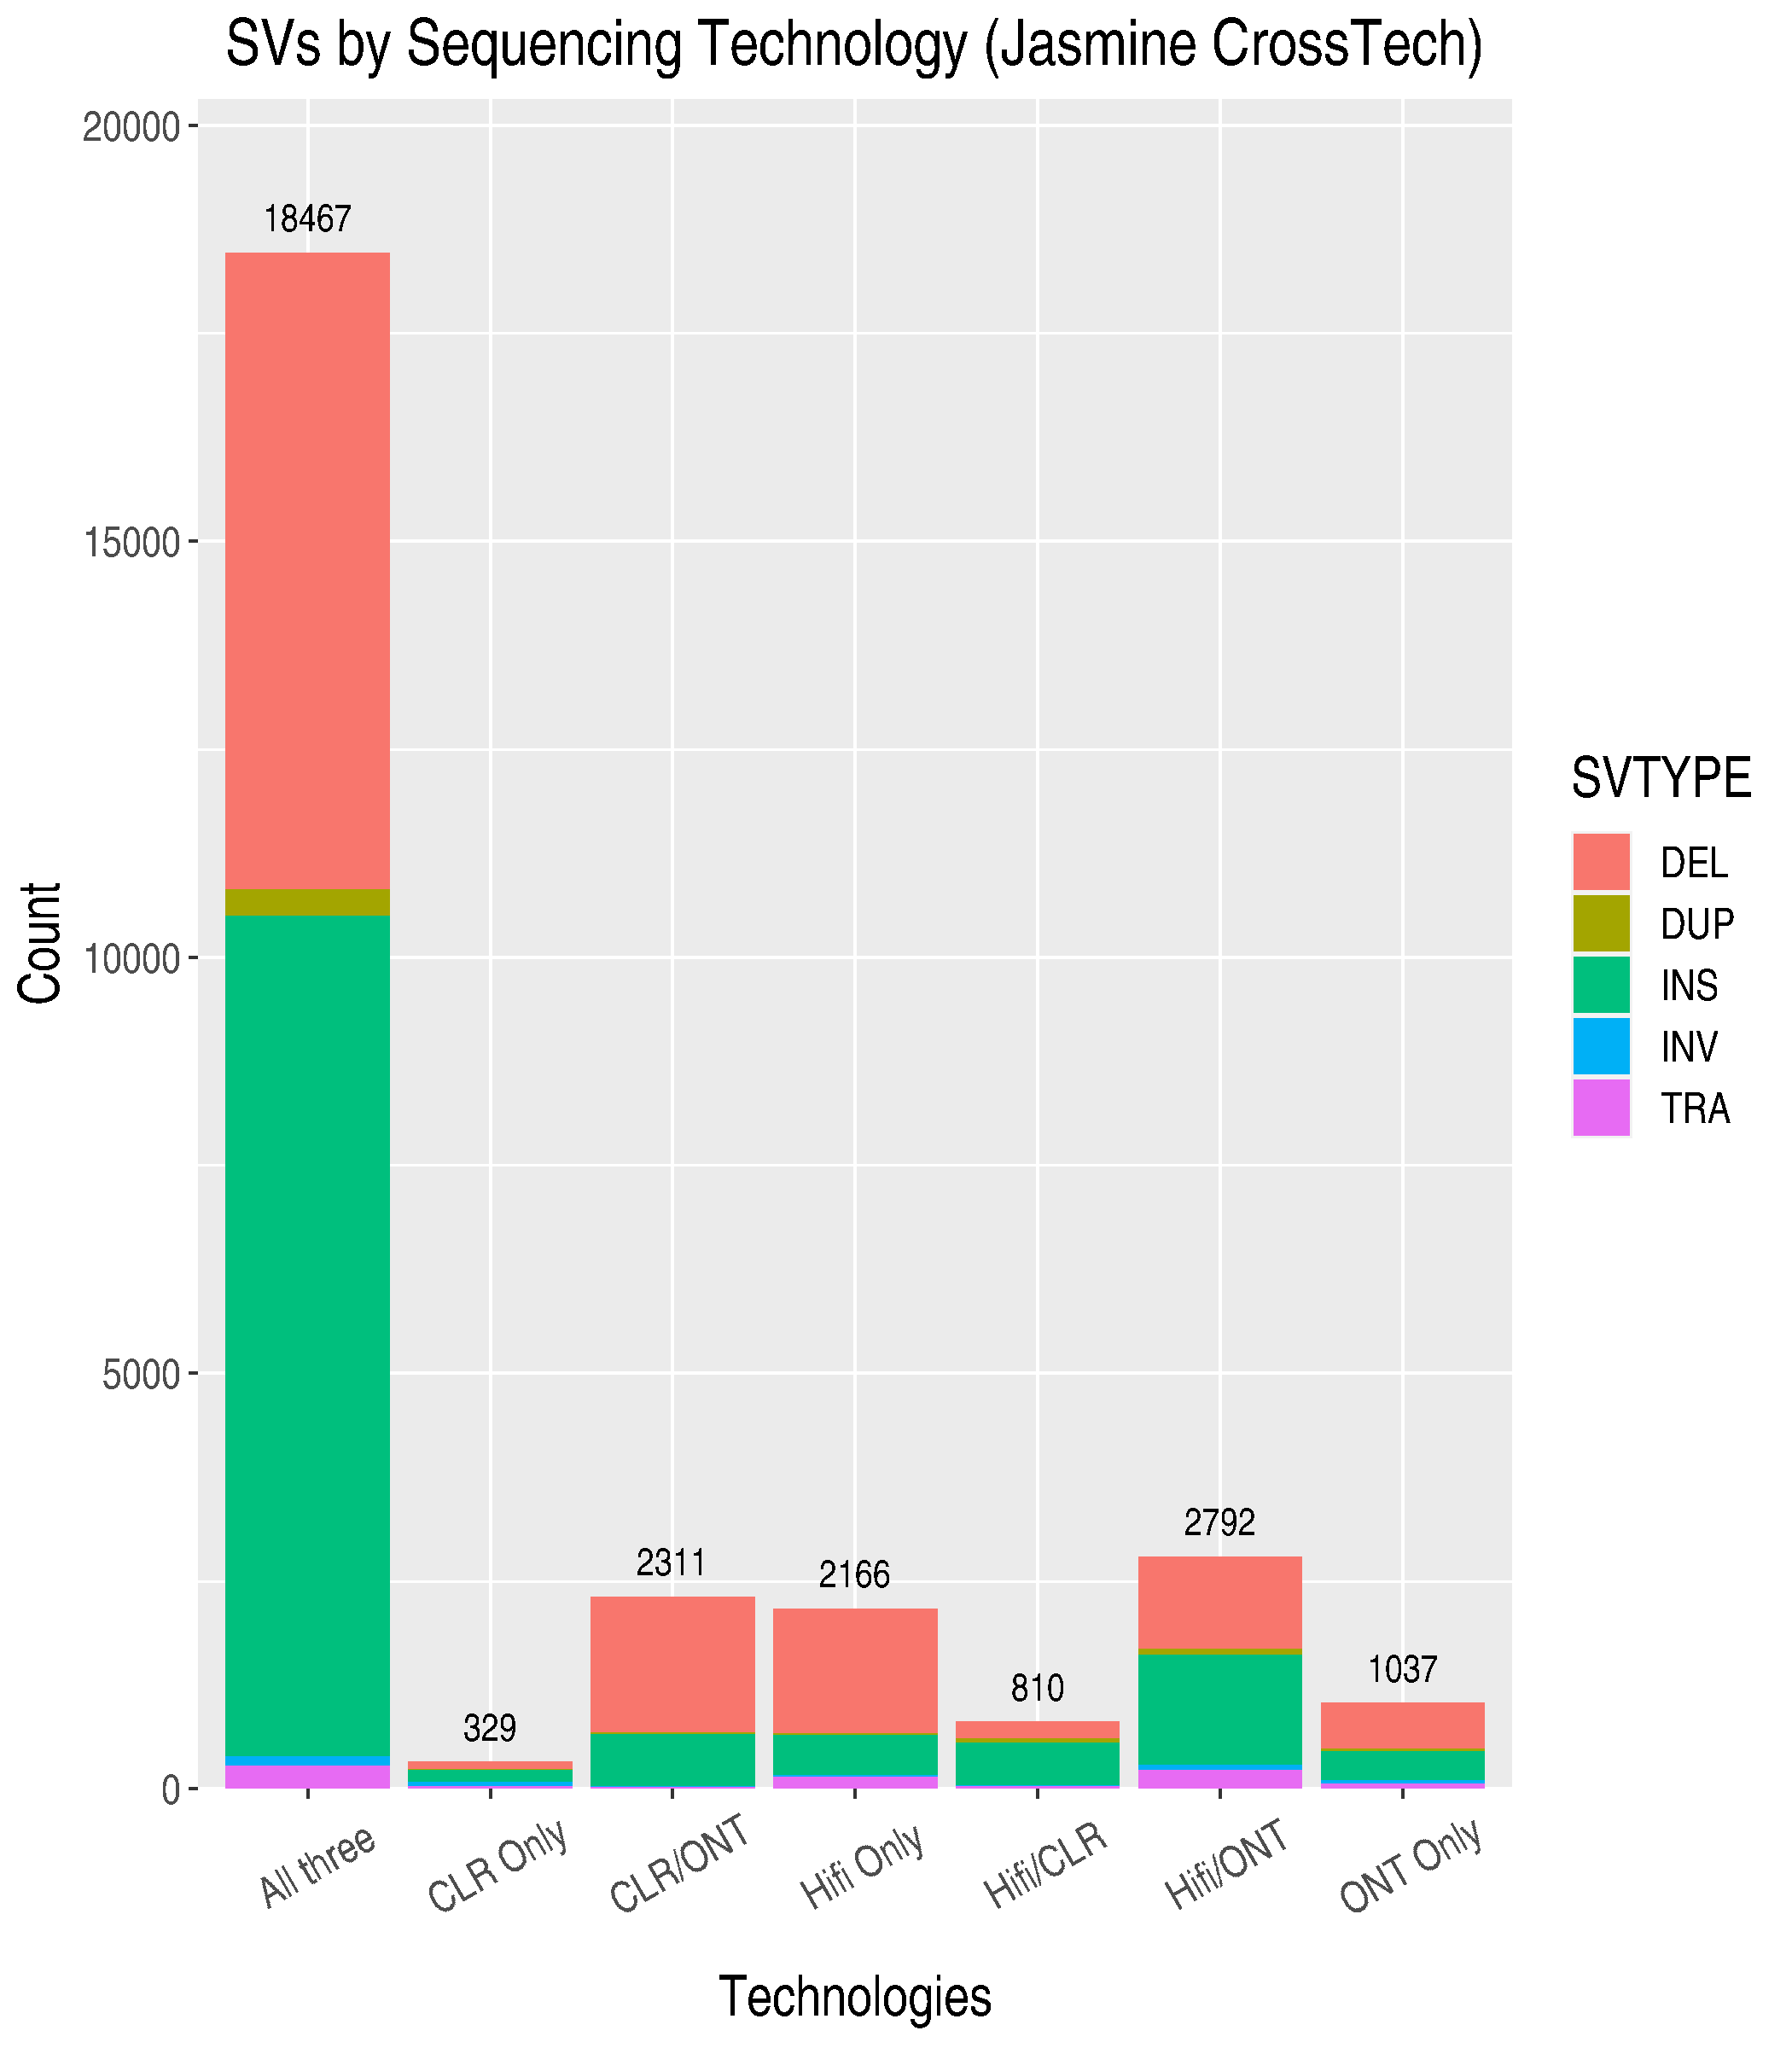 SVs by Sequencing Technology (Jasmine CrossTech)
20000
15000
10000
5000
0
Count
18467
329
2311
2166
810
2792
1037
All three
CLR Only
CLR/ONT
Hifi Only
Hifi/CLR
Hifi/ONT
ONT Only
Technologies
SVTYPE
DEL
DUP
INS
INV
TRA